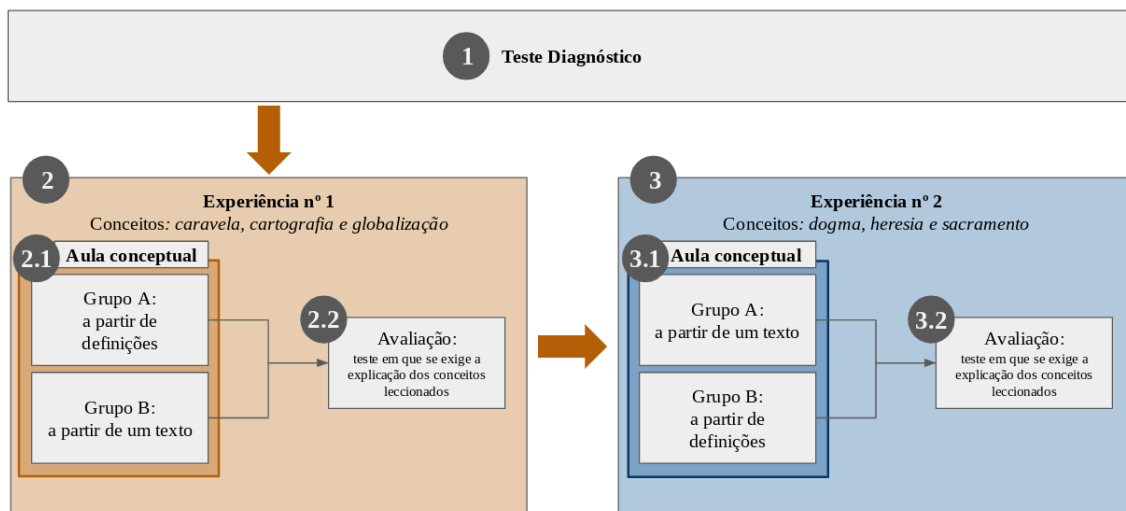 1 Teste Diagnóstico
2
Experiência nº 1
Conceitos: caravela, cartografia e globalização
2.1 Aula conceptual
Grupo A:
a partir de
definições
Grupo B:
a partir de um texto
2.2
Avaliação:
teste em que se exige a
explicação dos conceitos
leccionados
3
Experiência nº 2
Conceitos: dogma, heresia e sacramento
3.1 Aula conceptual
Grupo A:
a partir de um texto
Grupo B:
a partir de
definições
3.2
Avaliação:
teste em que se exige a
explicação dos conceitos
leccionados